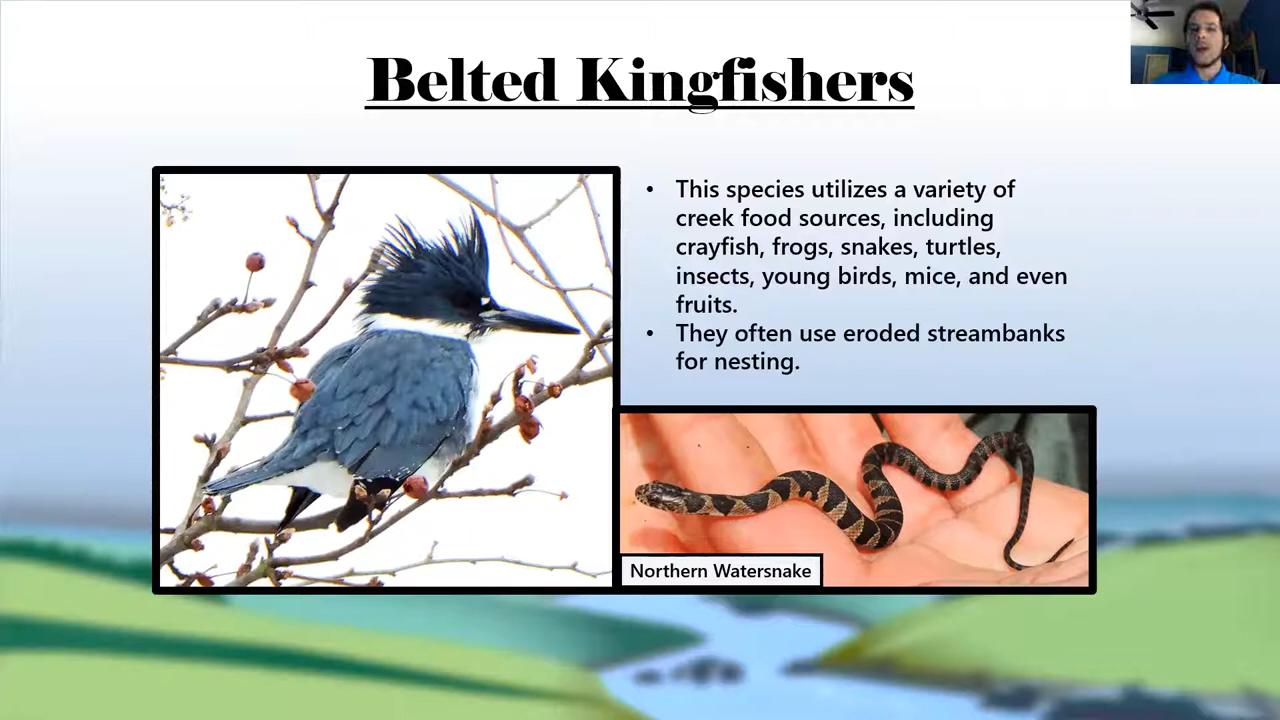 Belted Kingfishers
• This species utilizes a variety of
creek food sources, including
crayfish, frogs, snakes, turtles,
insects, young birds, mice, and even
fruits.
• They often use eroded streambanks
for nesting.
Northern Watersnake